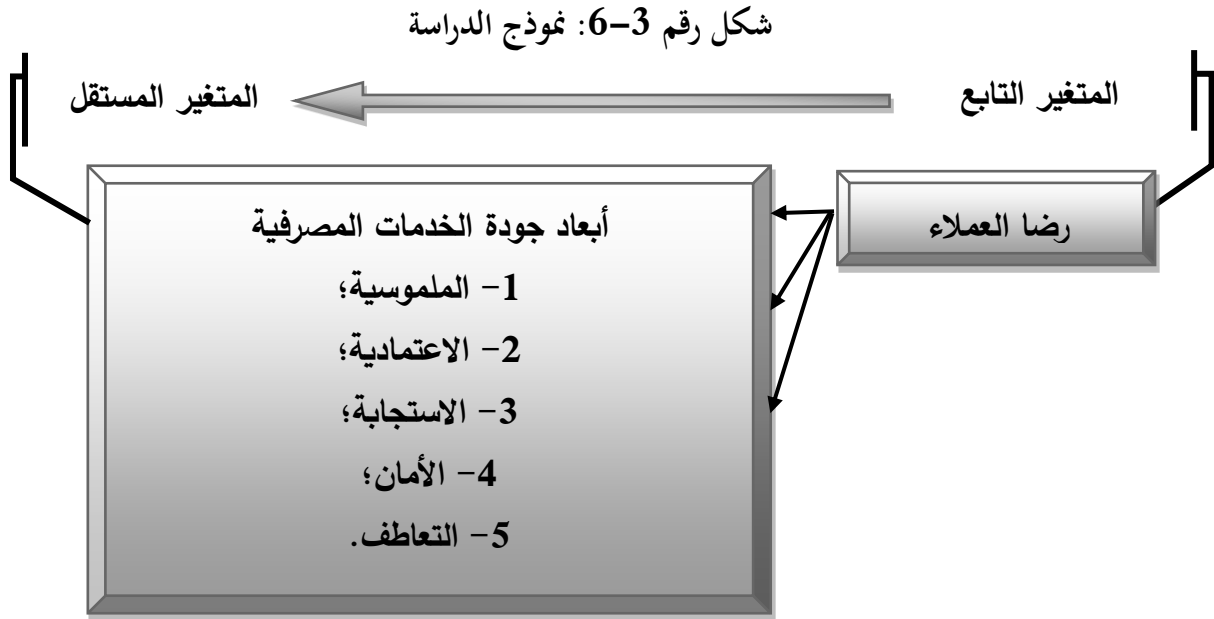 شكل رقم 3-6: نموذج الدراسة
المتغير التابع
المتغير المستقل
رضا العملاء
أبعاد جودة الخدمات المصرفية
1- الملموسية؛
2- الاعتمادية؛
3- الاستجابة؛
4- الأمان؛
5- التعاطف.